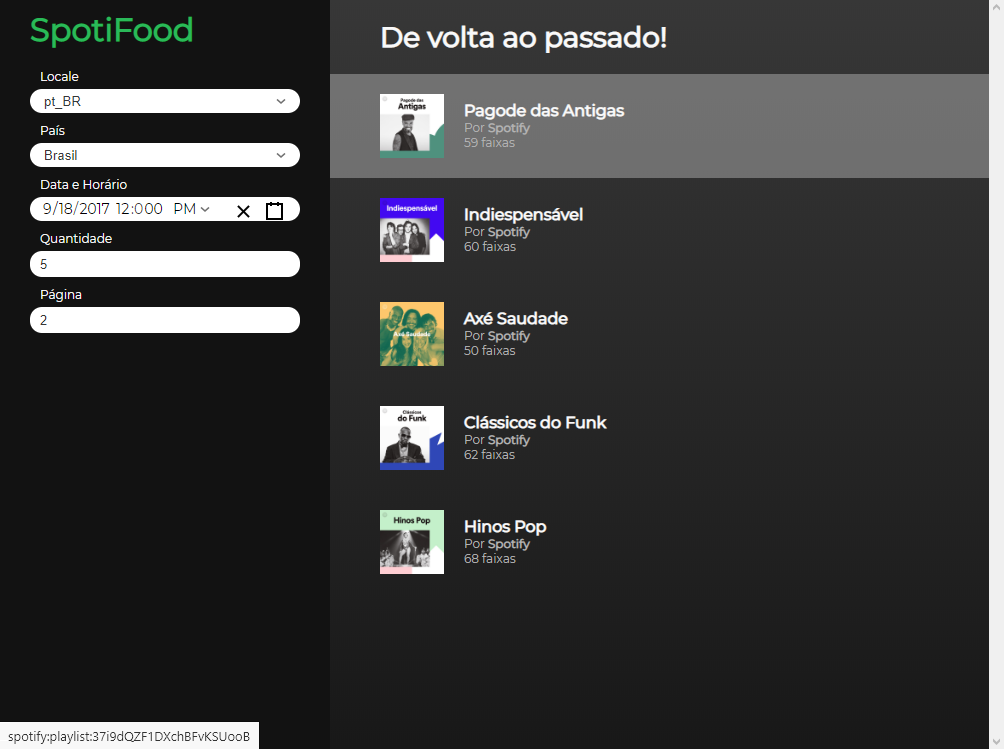 SpotiFood
Locale
pt_BR
País
Brasil
Data e Horário
9/18/2017 12:000 PM
Quantidade
5
Página
2
De volta ao passado!
Pagode das
Antigas
Pagode das Antigas
Por Spotify
59 faixas
Indiespensável
Indiespensável
Por Spotify
60 faixas
Axé Saudade
Axé Saudade
Por Spotify
50 faixas
Clássicos
do Funk
Clássicos do Funk
Por Spotify
62 faixas
Hinos Pop
Hinos Pop
Por Spotify
68 faixas
spotify:playlist:37i9dQZF1DXchBFvKSUooB